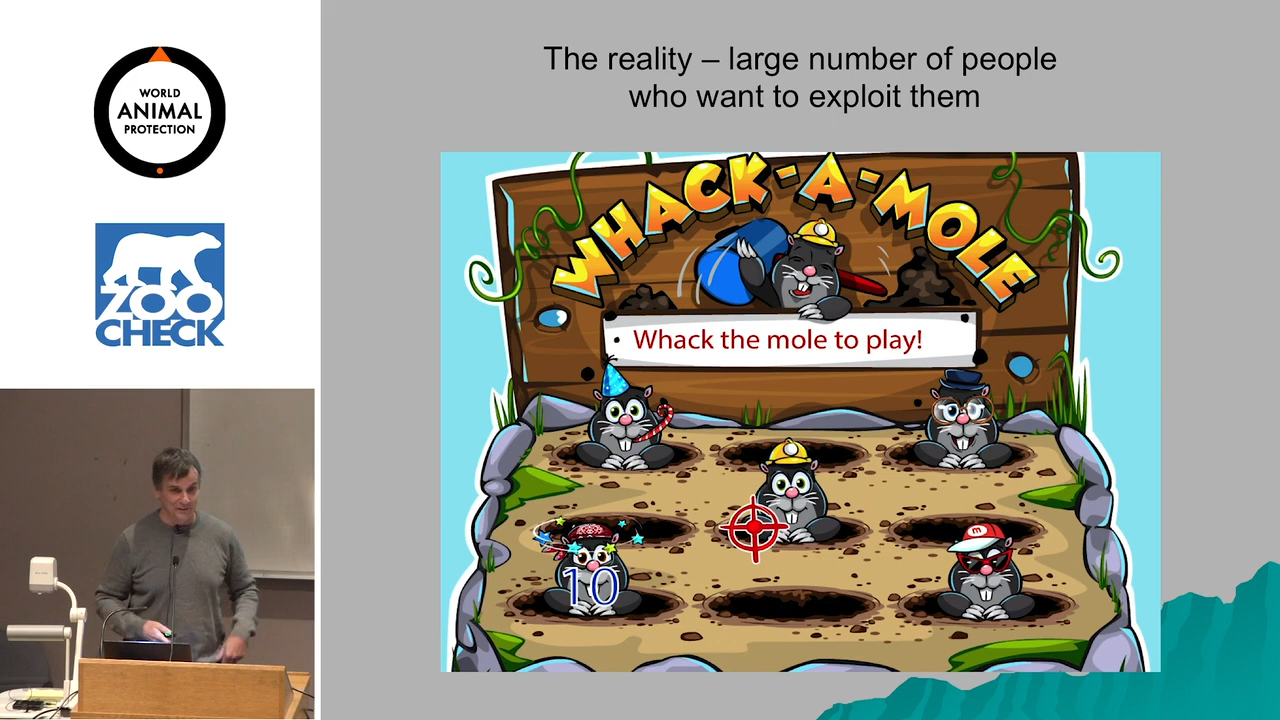 WORLD
ANIMAL
PROTECTION
ZOO
CHECK
The reality – large number of people
who want to exploit them
WHACK-A-MOLE
Whack the mole to play!
10
m